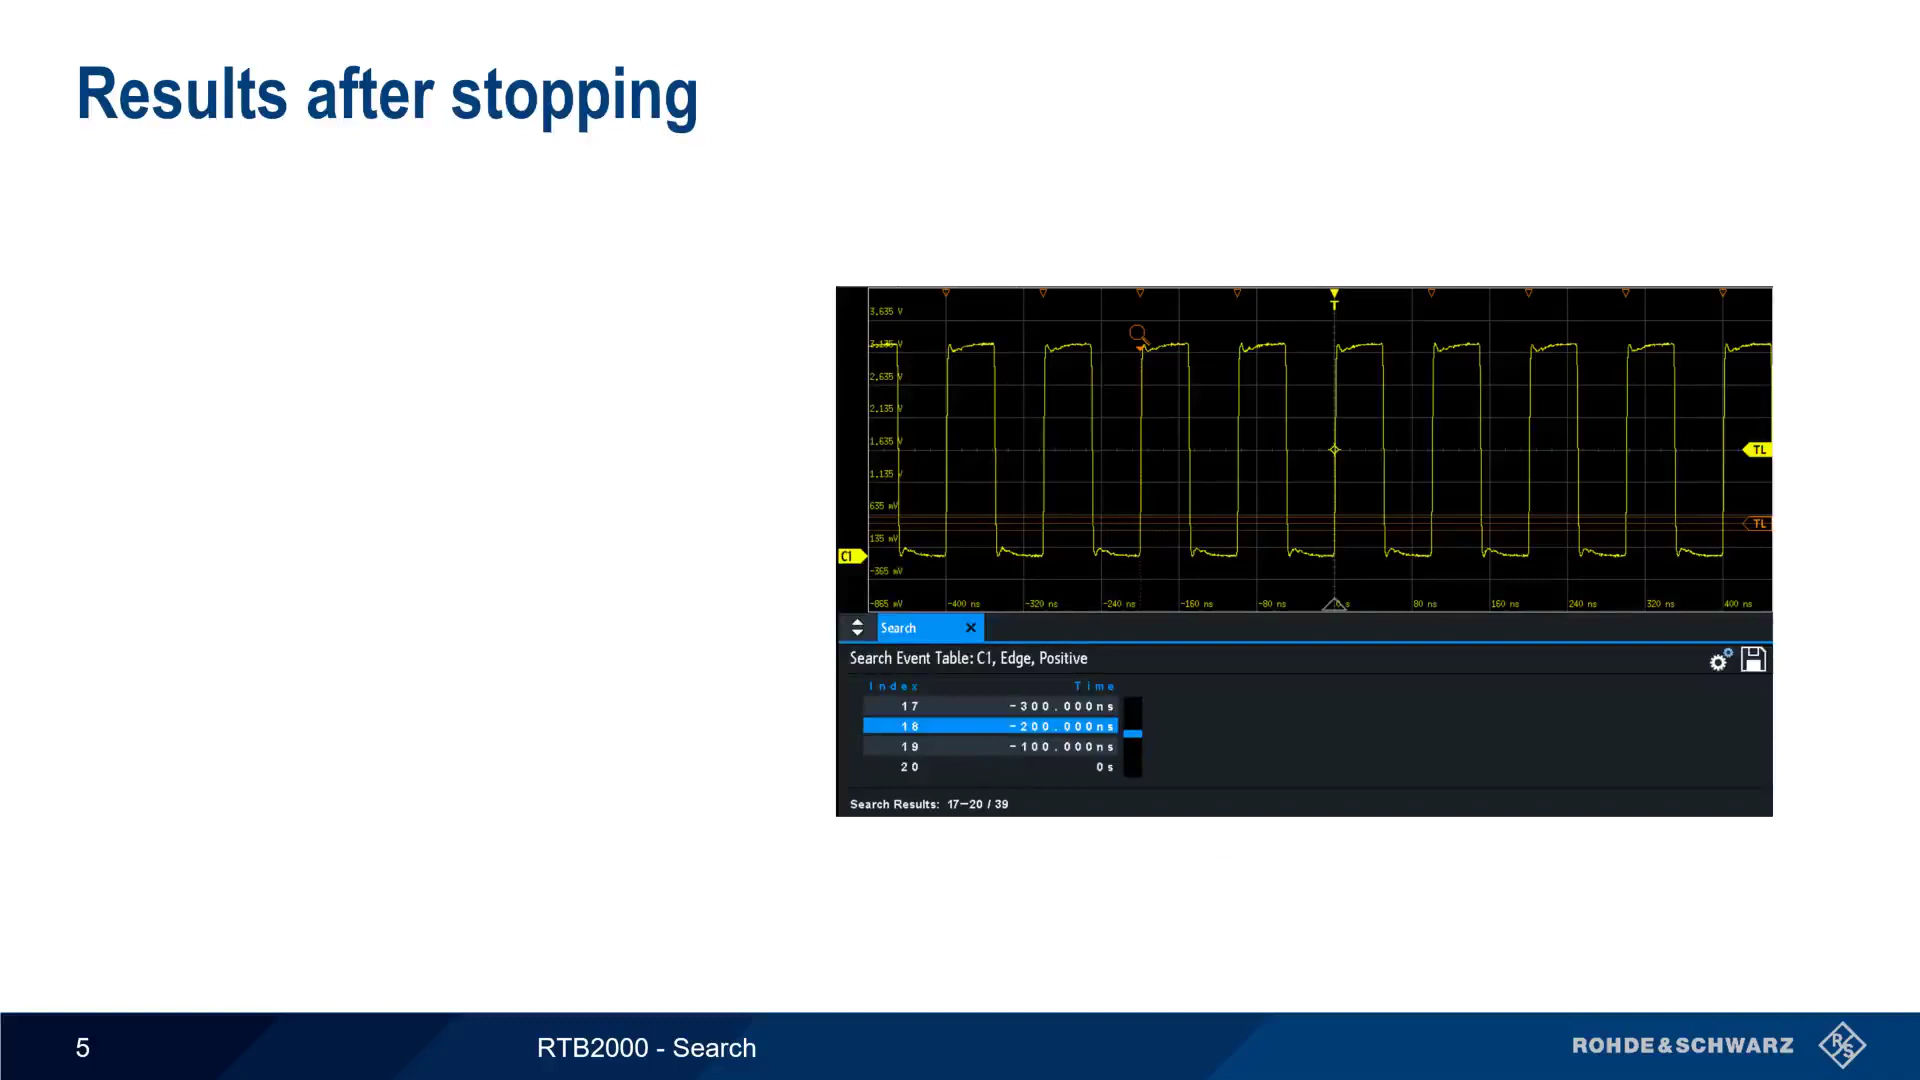 Results after stopping
T
3.635 V
3.135 V
2.635 V
2.135 V
1.635 V
TL
1.135 V
635 mV
TL
135 mV
C1
-365 mV
-865 mV
-400 ns
-320 ns
-240 ns
-160 ns
-80 ns
0 s
80 ns
160 ns
240 ns
320 ns
400 ns
Search
Search Event Table: C1, Edge, Positive
Index Time
17 -300.000ns
18 -200.000ns
19 -100.000ns
20 0s
Search Results: 17-20 / 39
5
RTB2000 - Search
ROHDE&SCHWARZ
R S